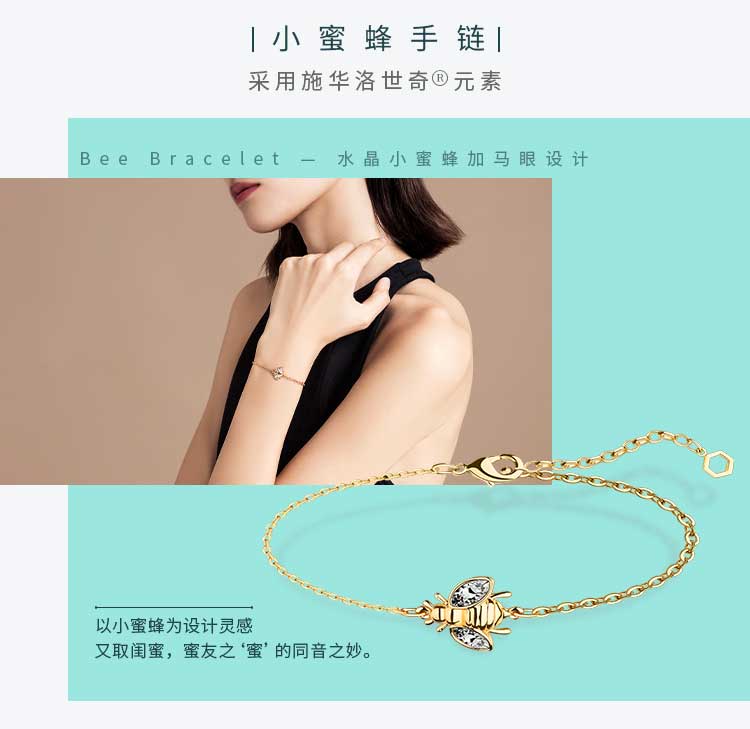 小蜜蜂手链
采用施华洛世奇®元素
Bee Bracelet — 水晶小蜜蜂加马眼设计
以小蜜蜂为设计灵感
又取闺蜜，蜜友之‘蜜’的同音之妙。